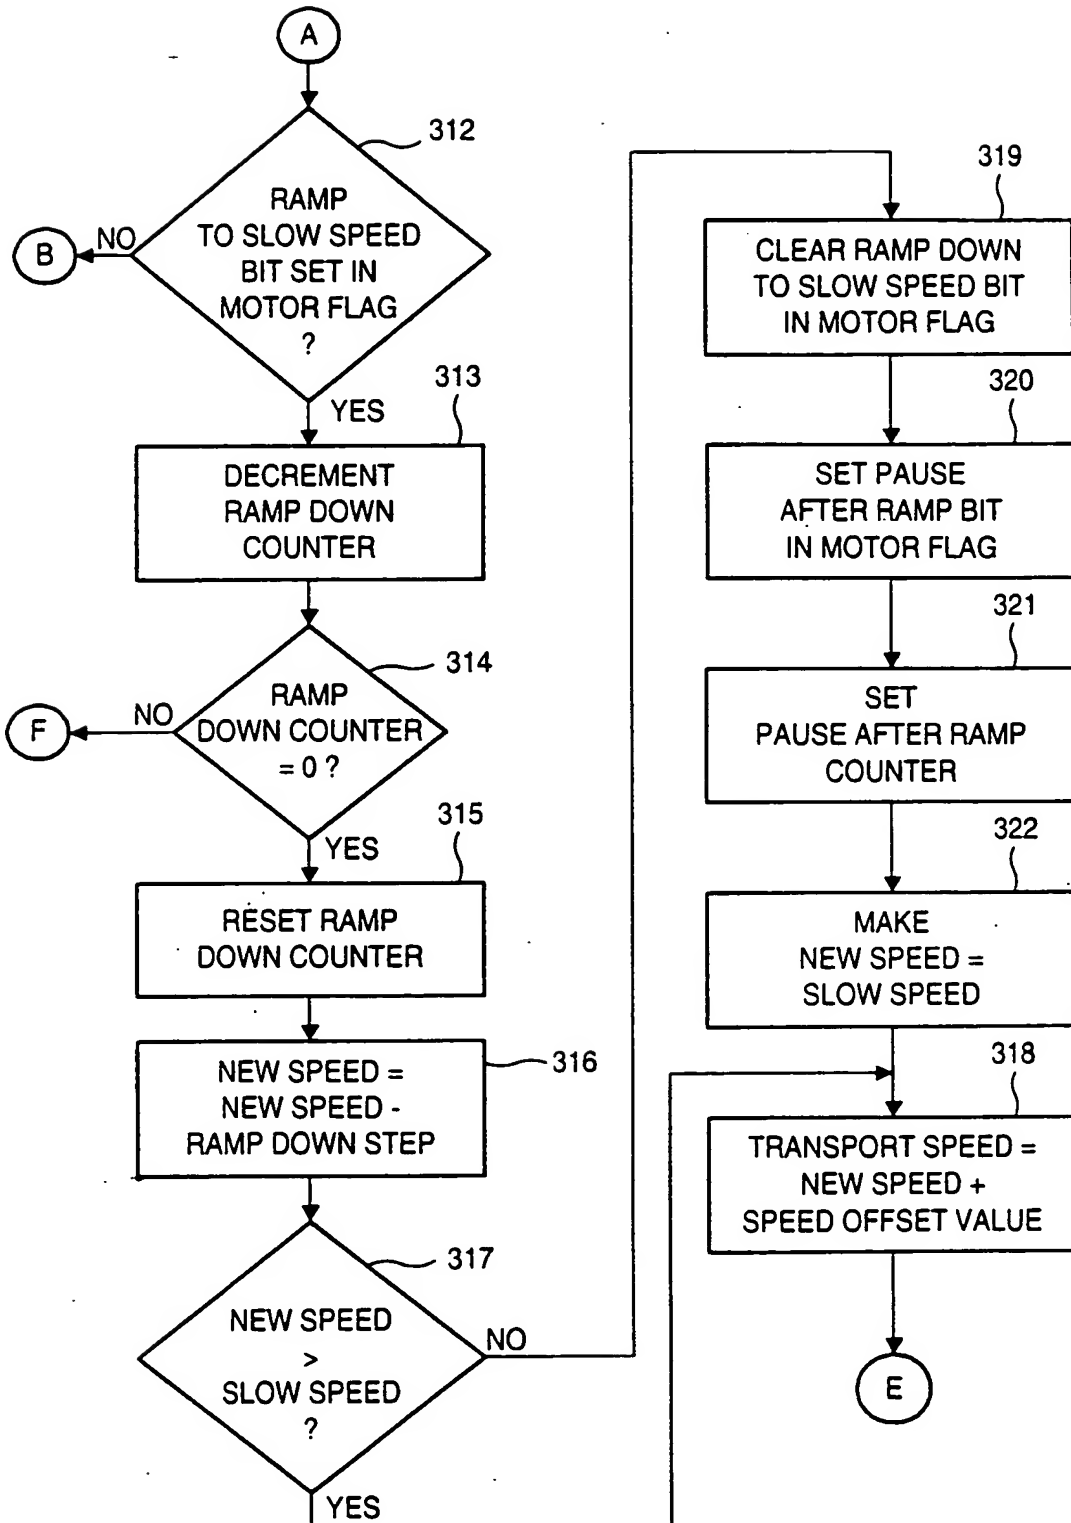 A
312
RAMP
TO SLOW SPEED
BIT SET IN
MOTOR FLAG
?
NO
B
YES
313
DECREMENT
RAMP DOWN
COUNTER
314
RAMP
DOWN COUNTER
= 0 ?
NO
F
YES
315
RESET RAMP
DOWN COUNTER
316
NEW SPEED =
NEW SPEED -
RAMP DOWN STEP
317
NEW SPEED
>
SLOW SPEED
?
NO
YES
319
CLEAR RAMP DOWN
TO SLOW SPEED BIT
IN MOTOR FLAG
320
SET PAUSE
AFTER RAMP BIT
IN MOTOR FLAG
321
SET
PAUSE AFTER RAMP
COUNTER
322
MAKE
NEW SPEED =
SLOW SPEED
318
TRANSPORT SPEED =
NEW SPEED +
SPEED OFFSET VALUE
E